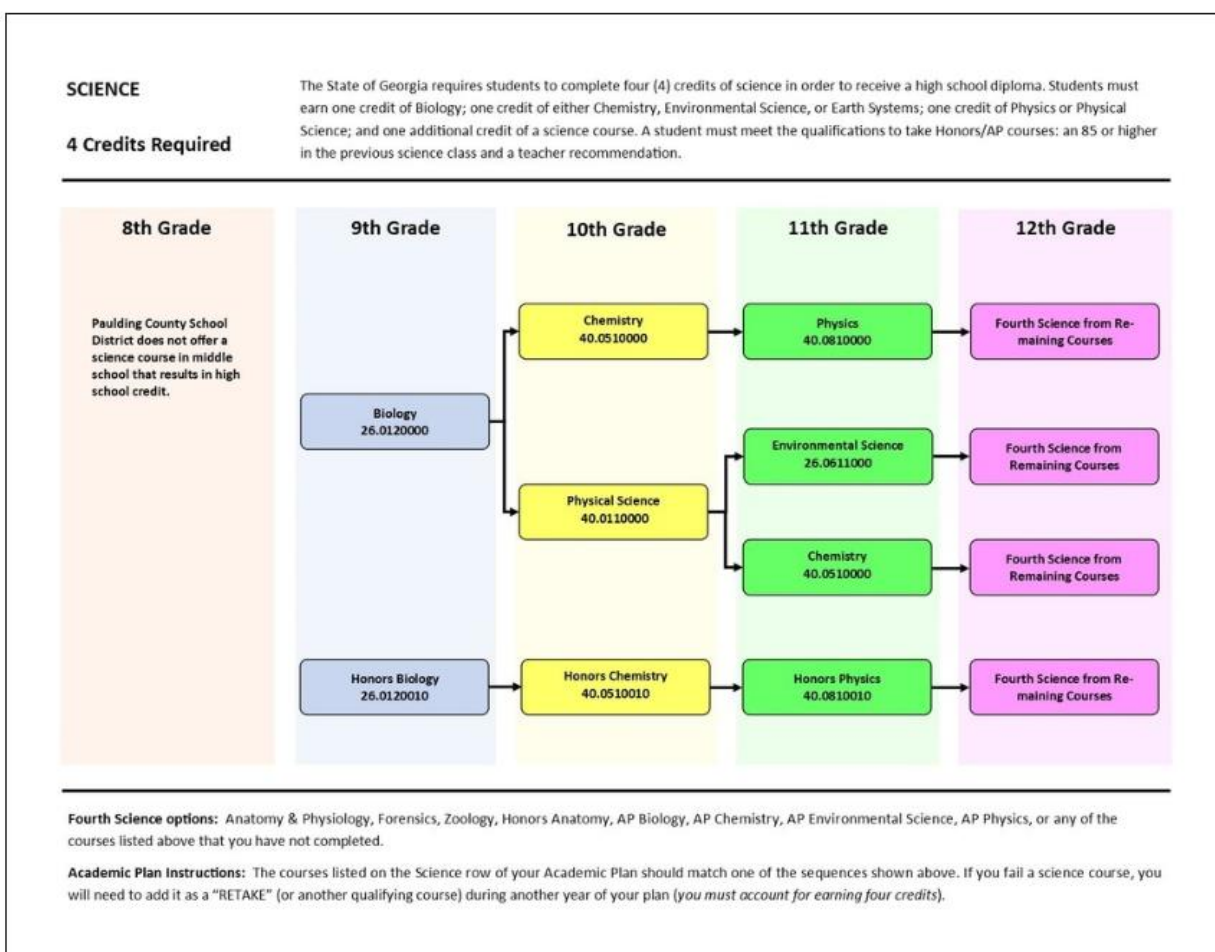 SCIENCE
4 Credits Required
The State of Georgia requires students to complete four (4) credits of science in order to receive a high school diploma. Students must
earn one credit of Biology; one credit of either Chemistry, Environmental Science, or Earth Systems; one credit of Physics or Physical
Science; and one additional credit of a science course. A student must meet the qualifications to take Honors/AP courses: an 85 or higher
in the previous science class and a teacher recommendation.
8th Grade
Paulding County School
District does not offer a
science course in middle
school that results in high
school credit.
9th Grade
Biology
26.0120000
Honors Biology
26.0120010
10th Grade
Chemistry
40.0510000
Physical Science
40.0110000
Honors Chemistry
40.0510010
11th Grade
Physics
40.0810000
Environmental Science
26.0611000
Chemistry
40.0510000
Honors Physics
40.0810010
12th Grade
Fourth Science from Re-
maining Courses
Fourth Science from
Remaining Courses
Fourth Science from
Remaining Courses
Fourth Science from Re-
maining Courses
Fourth Science options: Anatomy & Physiology, Forensics, Zoology, Honors Anatomy, AP Biology, AP Chemistry, AP Environmental Science, AP Physics, or any of the
courses listed above that you have not completed.
Academic Plan Instructions: The courses listed on the Science row of your Academic Plan should match one of the sequences shown above. If you fail a science course, you
will need to add it as a “RETAKE” (or another qualifying course) during another year of your plan (you must account for earning four credits).